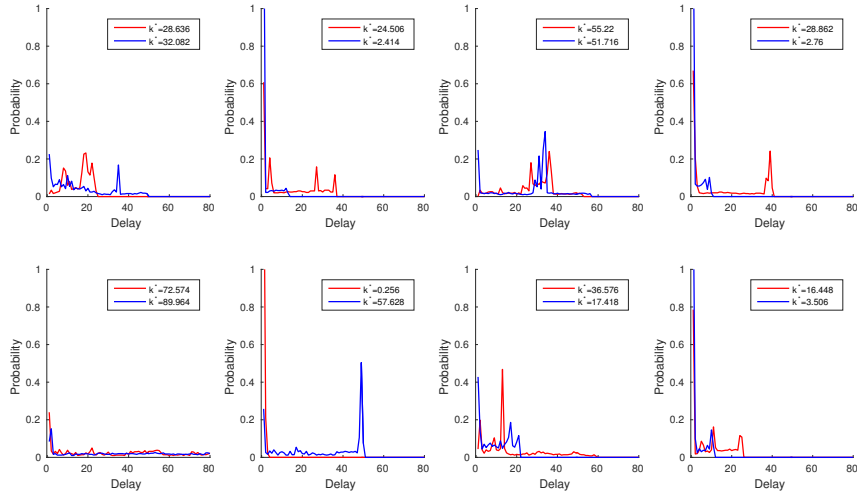 1
0.8
0.6
0.4
0.2
0
0 20 40 60 80
Delay
Probability
k*=28.636
k*=32.082
1
0.8
0.6
0.4
0.2
0
0 20 40 60 80
Delay
Probability
k*=24.506
k*=2.414
1
0.8
0.6
0.4
0.2
0
0 20 40 60 80
Delay
Probability
k*=55.22
k*=51.716
1
0.8
0.6
0.4
0.2
0
0 20 40 60 80
Delay
Probability
k*=28.862
k*=2.76
1
0.8
0.6
0.4
0.2
0
0 20 40 60 80
Delay
Probability
k*=72.574
k*=89.964
1
0.8
0.6
0.4
0.2
0
0 20 40 60 80
Delay
Probability
k*=0.256
k*=57.628
1
0.8
0.6
0.4
0.2
0
0 20 40 60 80
Delay
Probability
k*=36.576
k*=17.418
1
0.8
0.6
0.4
0.2
0
0 20 40 60 80
Delay
Probability
k*=16.448
k*=3.506